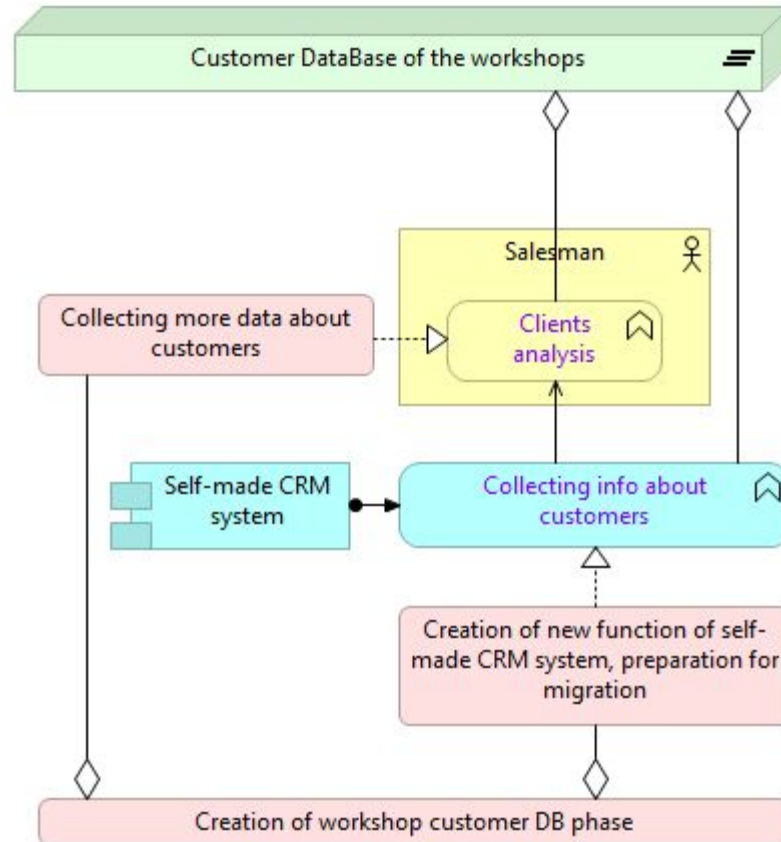 Customer DataBase of the workshops
Salesman
Collecting more data about
customers
Clients
analysis
Self-made CRM
system
Collecting info about
customers
Creation of new function of self-
made CRM system, preparation for
migration
Creation of workshop customer DB phase